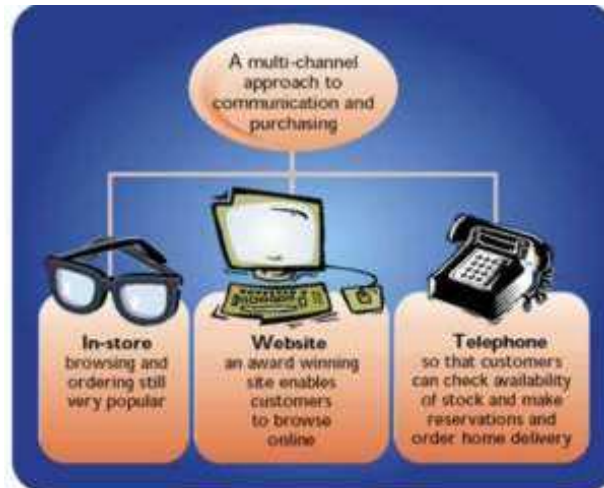 A multi-channel
approach to
communication and
purchasing
In-store
browsing and
ordering still
very popular
Website
an award winning
site enables
customers
to browse
online
Telephone
so that customers
can check availability
of stock and make
reservations and
order home delivery